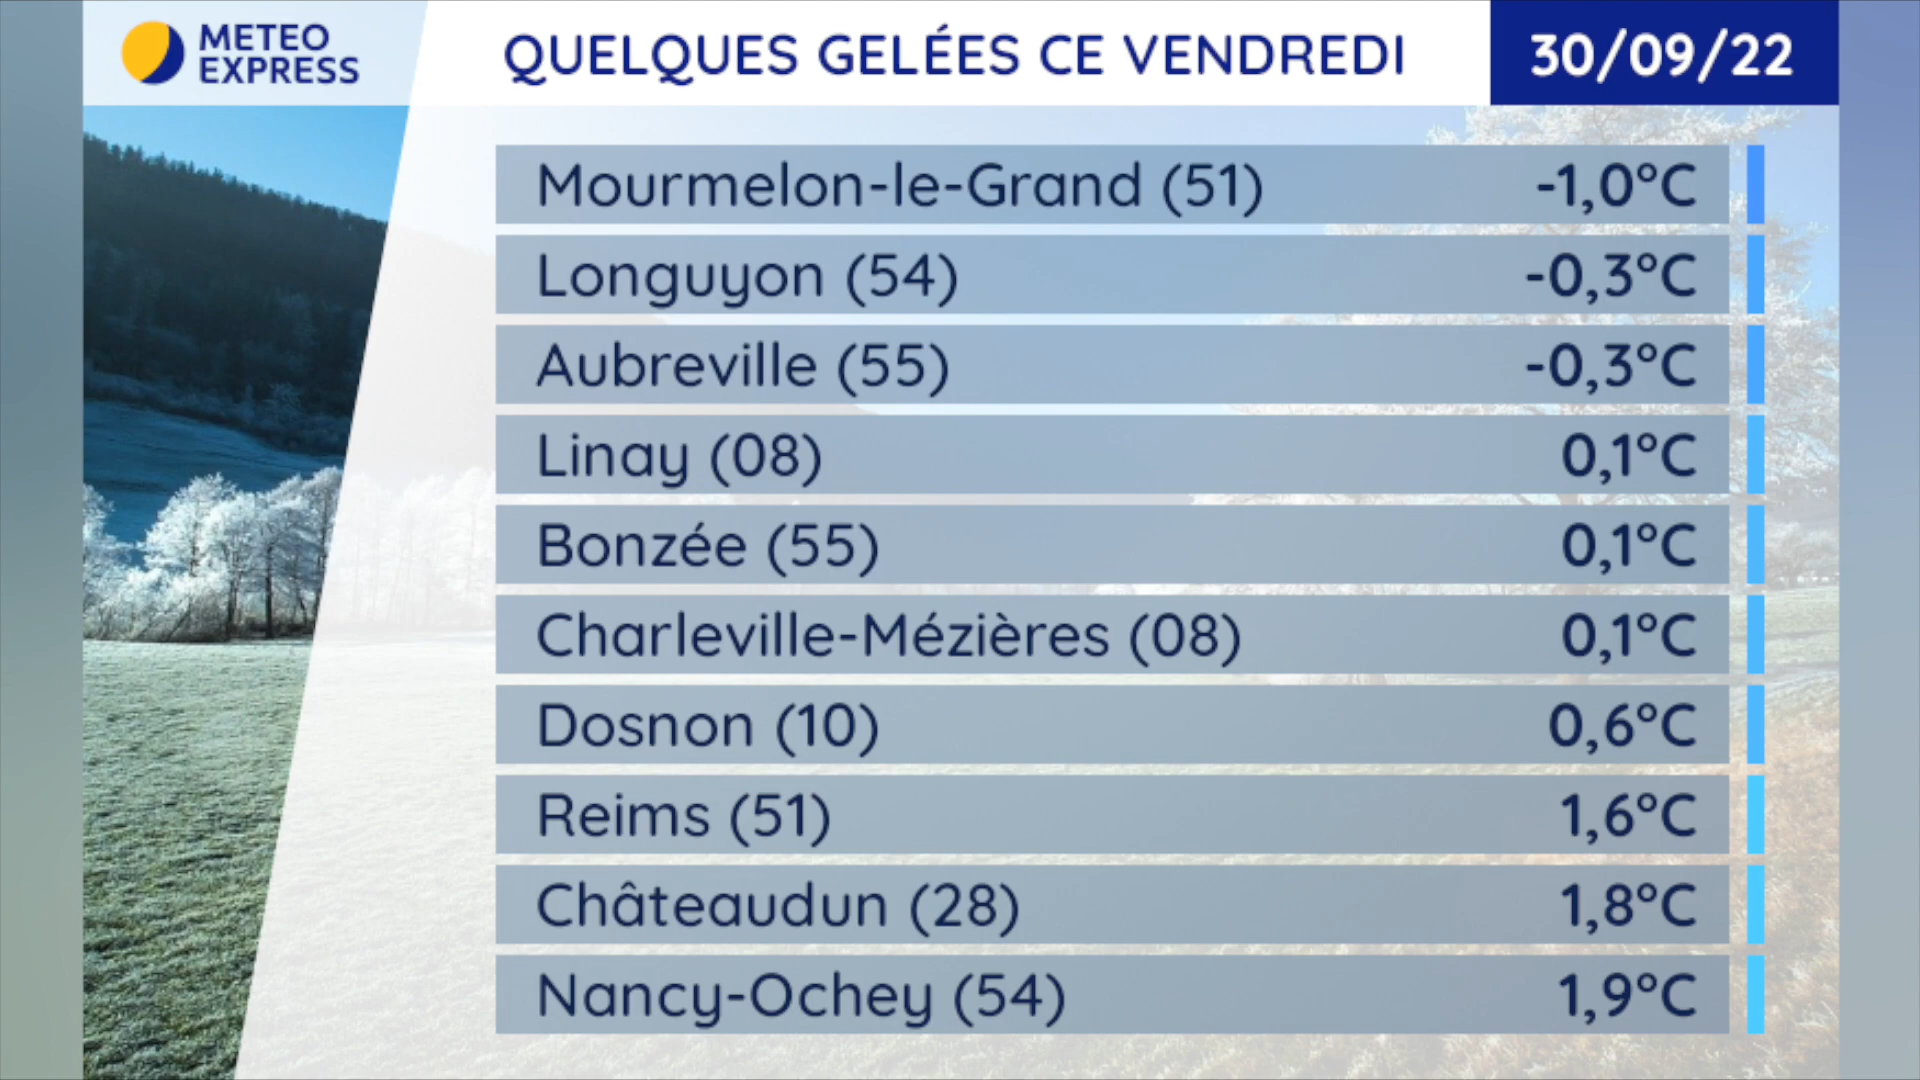 METEO
EXPRESS
QUELQUES GELÉES CE VENDREDI
30/09/22
Mourmelon-le-Grand (51) -1,0°C
Longuyon (54) -0,3°C
Aubreville (55) -0,3°C
Linay (08) 0,1°C
Bonzée (55) 0,1°C
Charleville-Mézières (08) 0,1°C
Dosnon (10) 0,6°C
Reims (51) 1,6°C
Châteaudun (28) 1,8°C
Nancy-Ochey (54) 1,9°C